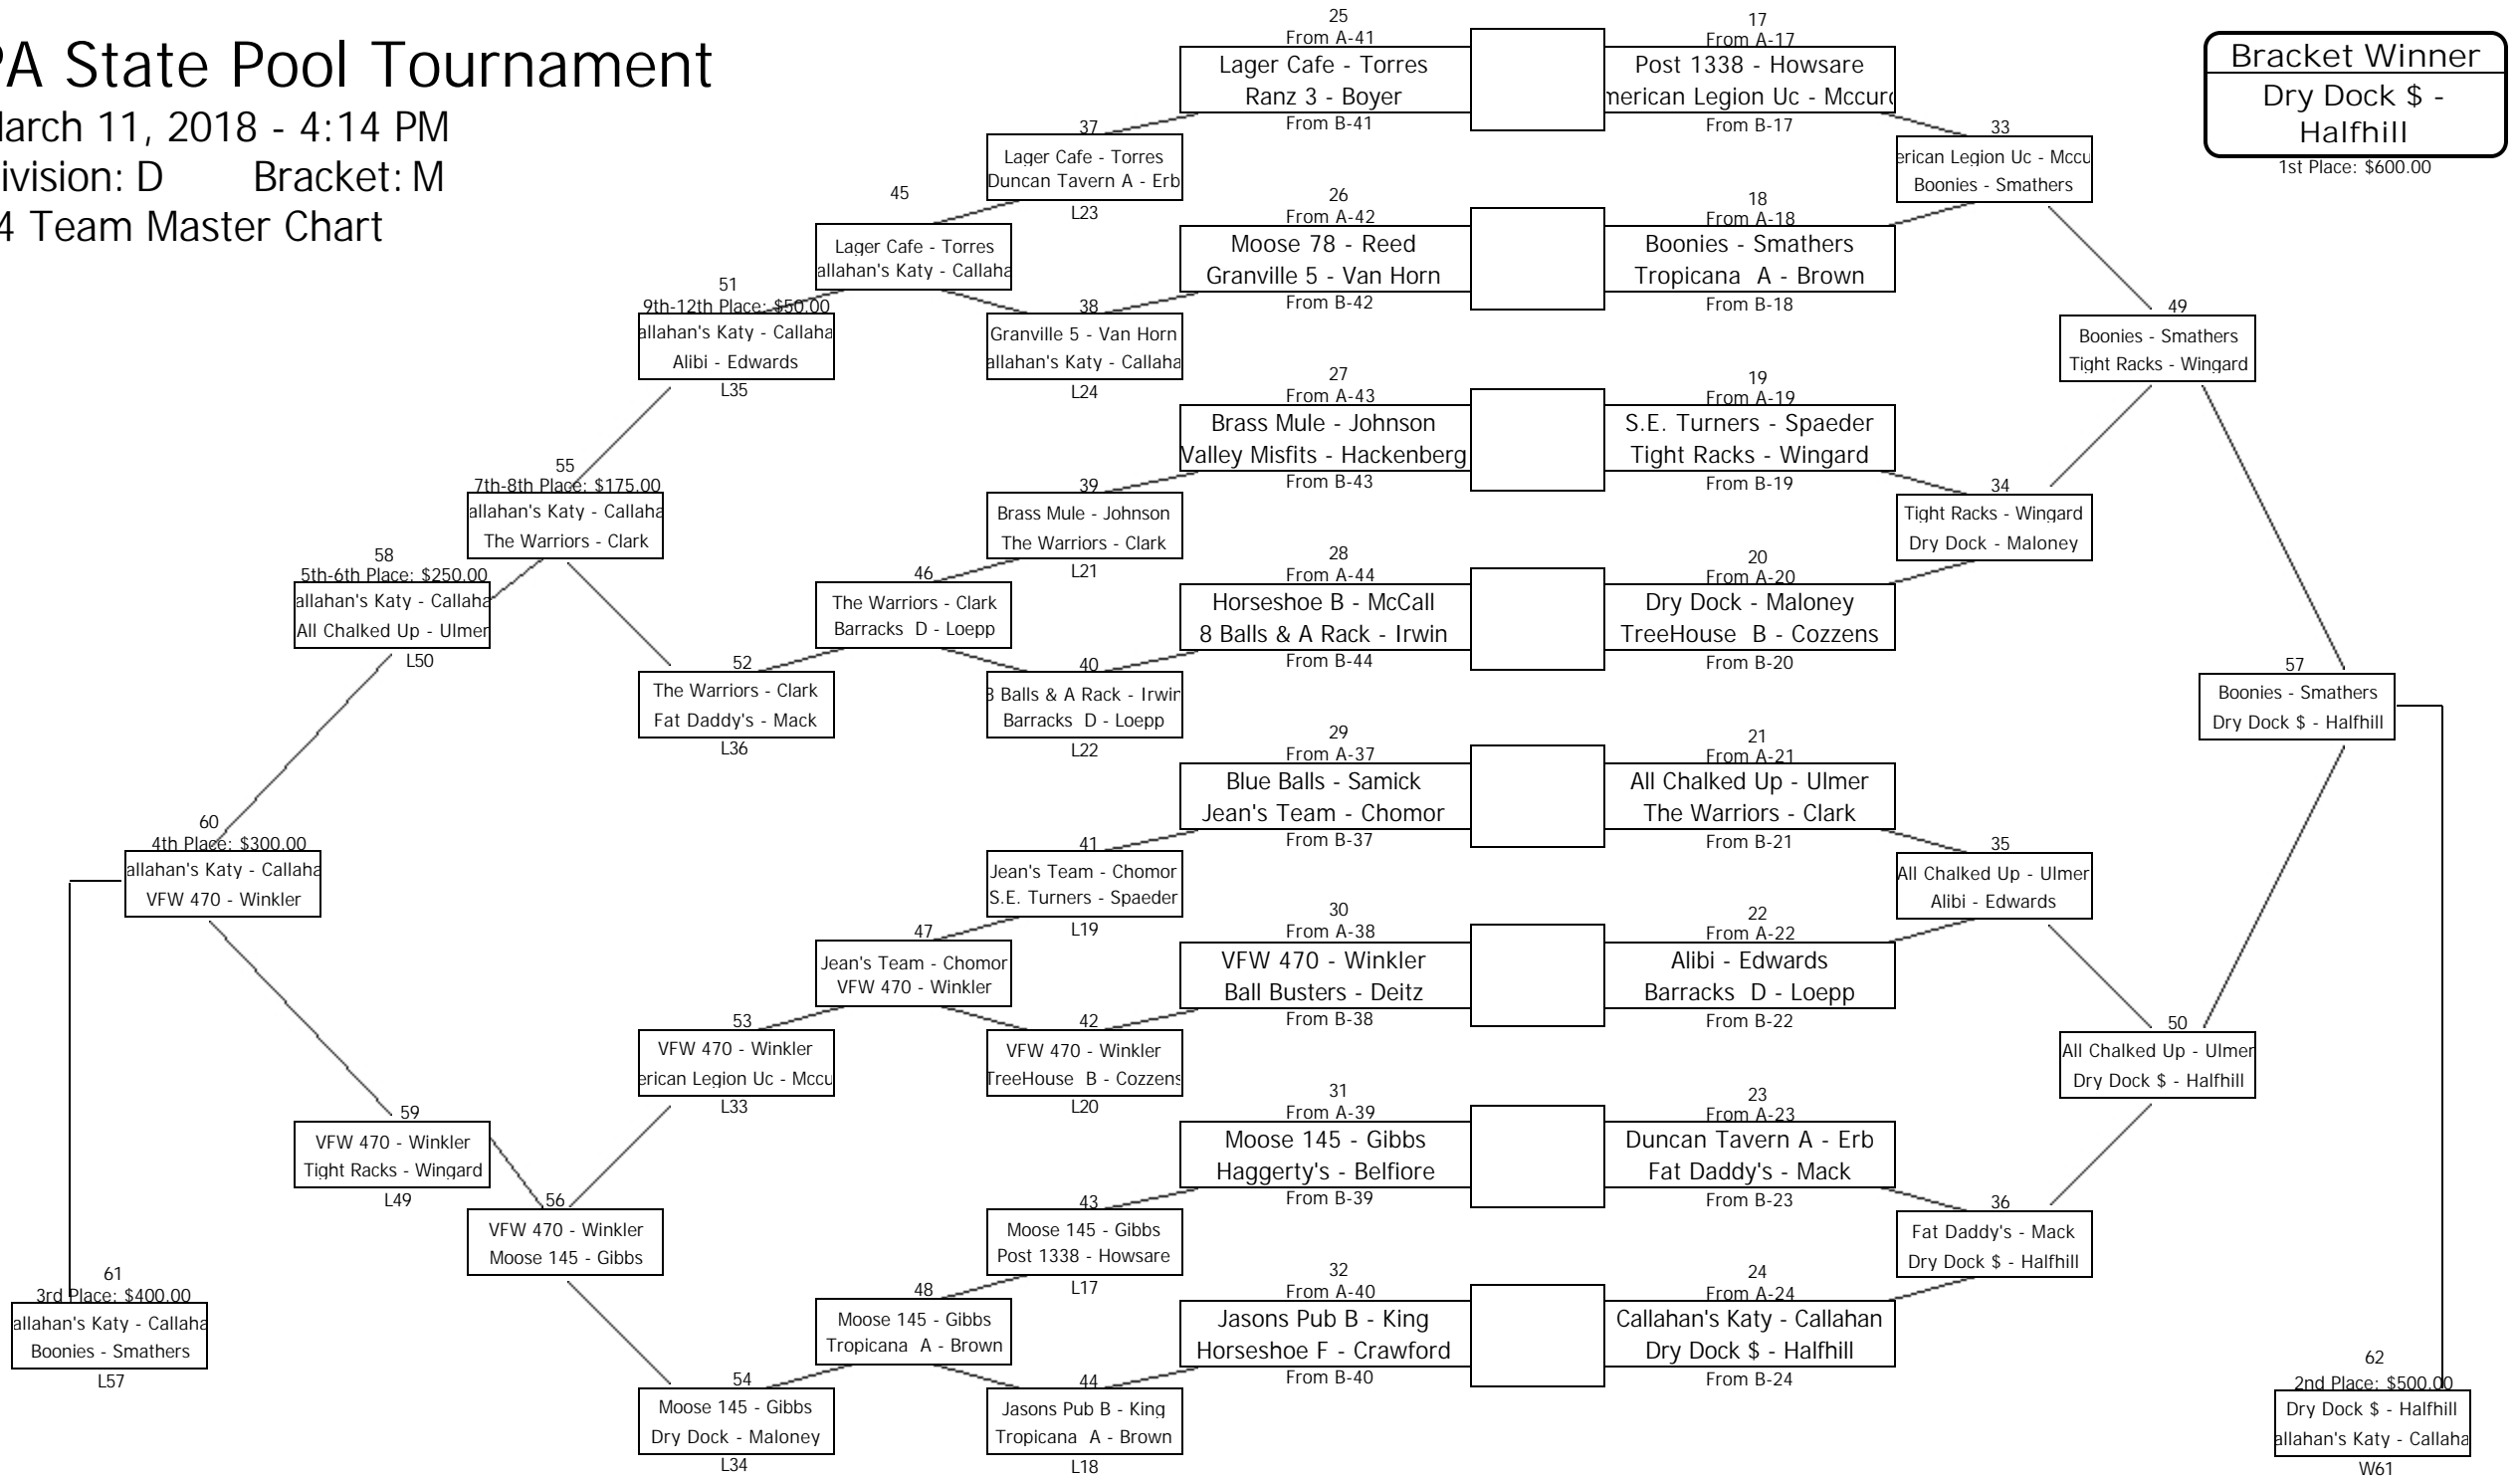 PA State Pool Tournament
March 11, 2018 - 4:14 PM
ivision: D Bracket: M
4 Team Master Chart
Bracket Winner
Dry Dock $ -
Halfhill
1st Place: $600.00
25
From A-41
Lager Cafe - Torres
Ranz 3 - Boyer
From B-41
26
From A-42
Moose 78 - Reed
Granville 5 - Van Horn
From B-42
27
From A-43
Brass Mule - Johnson
Valley Misfits - Hackenberg
From B-43
28
From A-44
Horseshoe B - McCall
8 Balls & A Rack - Irwin
From B-44
29
From A-37
Blue Balls - Samick
Jean's Team - Chomor
From B-37
30
From A-38
VFW 470 - Winkler
Ball Busters - Deitz
From B-38
31
From A-39
Moose 145 - Gibbs
Haggerty's - Belfiore
From B-39
32
From A-40
Jasons Pub B - King
Horseshoe F - Crawford
From B-40
17
From A-17
Post 1338 - Howsare
merican Legion Uc - Mccurd
From B-17
18
From A-18
Boonies - Smathers
Tropicana A - Brown
From B-18
19
From A-19
S.E. Turners - Spaeder
Tight Racks - Wingard
From B-19
20
From A-20
Dry Dock - Maloney
TreeHouse B - Cozzens
From B-20
21
From A-21
All Chalked Up - Ulmer
The Warriors - Clark
From B-21
22
From A-22
Alibi - Edwards
Barracks D - Loepp
From B-22
23
From A-23
Duncan Tavern A - Erb
Fat Daddy's - Mack
From B-23
24
From A-24
Callahan's Katy - Callahan
Dry Dock $ - Halfhill
From B-24
37
Lager Cafe - Torres
Duncan Tavern A - Erb
L23
38
Granville 5 - Van Horn
allahan's Katy - Callaha
L24
39
Brass Mule - Johnson
The Warriors - Clark
L21
40
8 Balls & A Rack - Irwin
Barracks D - Loepp
L22
41
Jean's Team - Chomor
S.E. Turners - Spaeder
L19
42
VFW 470 - Winkler
TreeHouse B - Cozzens
L20
43
Moose 145 - Gibbs
Post 1338 - Howsare
L17
44
Jasons Pub B - King
Tropicana A - Brown
L18
45
Lager Cafe - Torres
allahan's Katy - Callaha
46
The Warriors - Clark
Barracks D - Loepp
47
Jean's Team - Chomor
VFW 470 - Winkler
48
Moose 145 - Gibbs
Tropicana A - Brown
51
9th-12th Place: $50.00
allahan's Katy - Callaha
Alibi - Edwards
L35
52
The Warriors - Clark
Fat Daddy's - Mack
L36
53
VFW 470 - Winkler
erican Legion Uc - Mccu
L33
54
Moose 145 - Gibbs
Dry Dock - Maloney
L34
55
7th-8th Place: $175.00
allahan's Katy - Callaha
The Warriors - Clark
56
VFW 470 - Winkler
Moose 145 - Gibbs
58
5th-6th Place: $250.00
allahan's Katy - Callaha
All Chalked Up - Ulmer
L50
59
VFW 470 - Winkler
Tight Racks - Wingard
L49
60
4th Place: $300.00
allahan's Katy - Callaha
VFW 470 - Winkler
61
3rd Place: $400.00
allahan's Katy - Callaha
Boonies - Smathers
L57
33
erican Legion Uc - Mccu
Boonies - Smathers
34
Tight Racks - Wingard
Dry Dock - Maloney
35
All Chalked Up - Ulmer
Alibi - Edwards
36
Fat Daddy's - Mack
Dry Dock $ - Halfhill
49
Boonies - Smathers
Tight Racks - Wingard
50
All Chalked Up - Ulmer
Dry Dock $ - Halfhill
57
Boonies - Smathers
Dry Dock $ - Halfhill
62
2nd Place: $500.00
Dry Dock $ - Halfhill
allahan's Katy - Callaha
W61